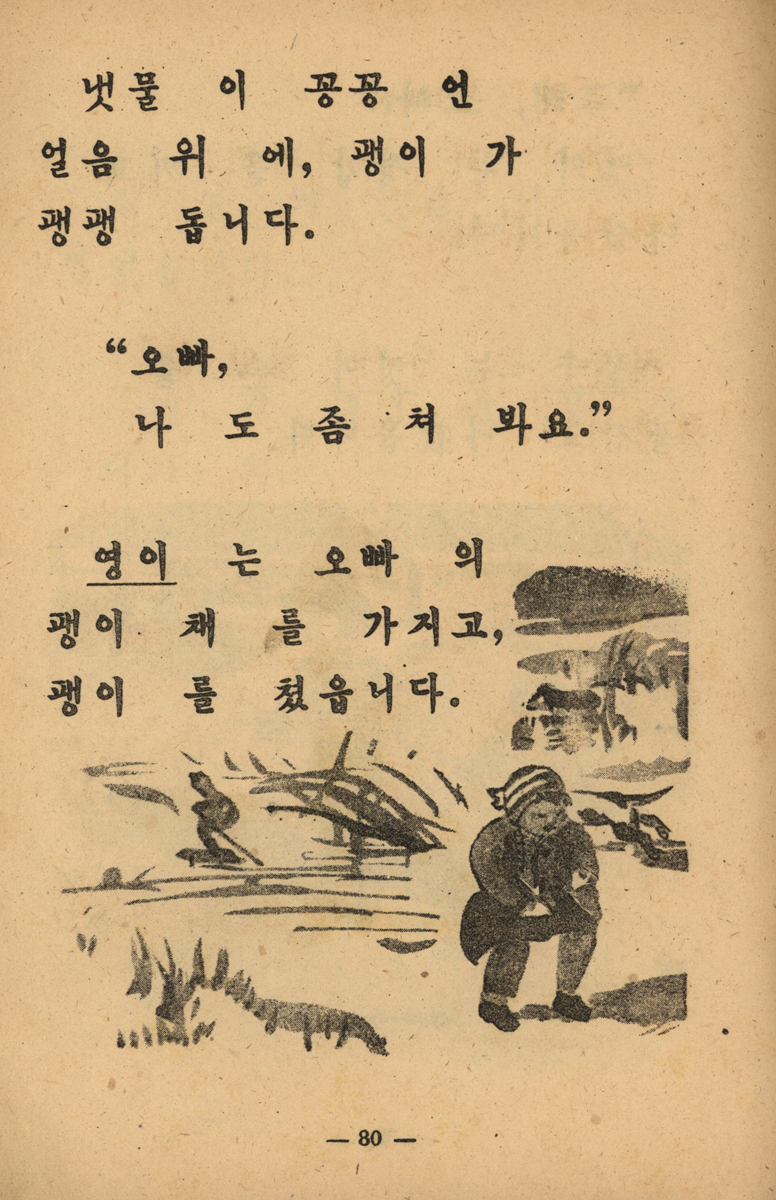 냇물 이 꽁꽁 언
얼음 위 에, 팽이 가
팽팽 돕니다.
“오빠,
나 도 좀 쳐 봐요.”
영이 는 오빠 의
팽이 채 를 가지고,
팽이 를 쳤읍니다.
— 80 —